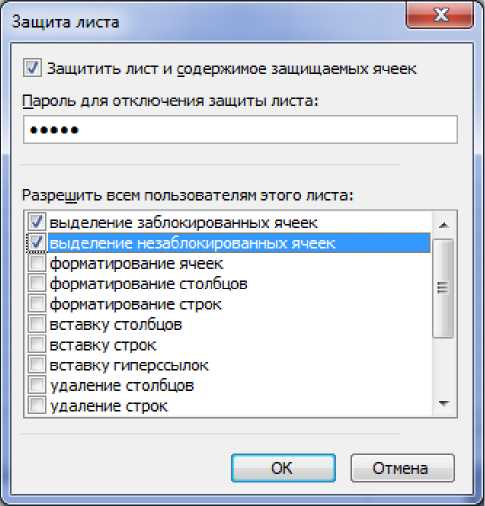 Защита листа
Защитить лист и содержимое защищаемых ячеек
Пароль для отключения защиты листа:
●●●●●
Разрешить всем пользователям этого листа:
выделение заблокированных ячеек
выделение незаблокированных ячеек
форматирование ячеек
форматирование столбцов
форматирование строк
вставку столбцов
вставку строк
вставку гиперссылок
удаление столбцов
удаление строк
ОК Отмена